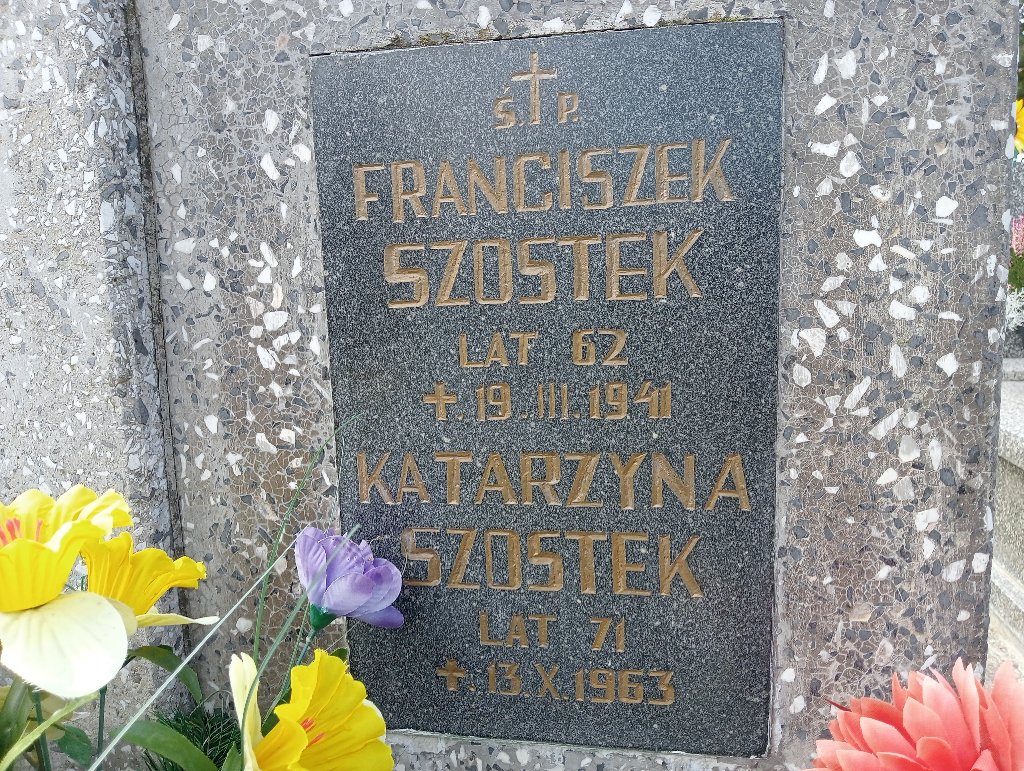 Ś † P.
FRANCISZEK
SZOSTEK
LAT 62
✝. 19. III. 1941
KATARZYNA
SZOSTEK
LAT 71
✝. 13. X. 1963